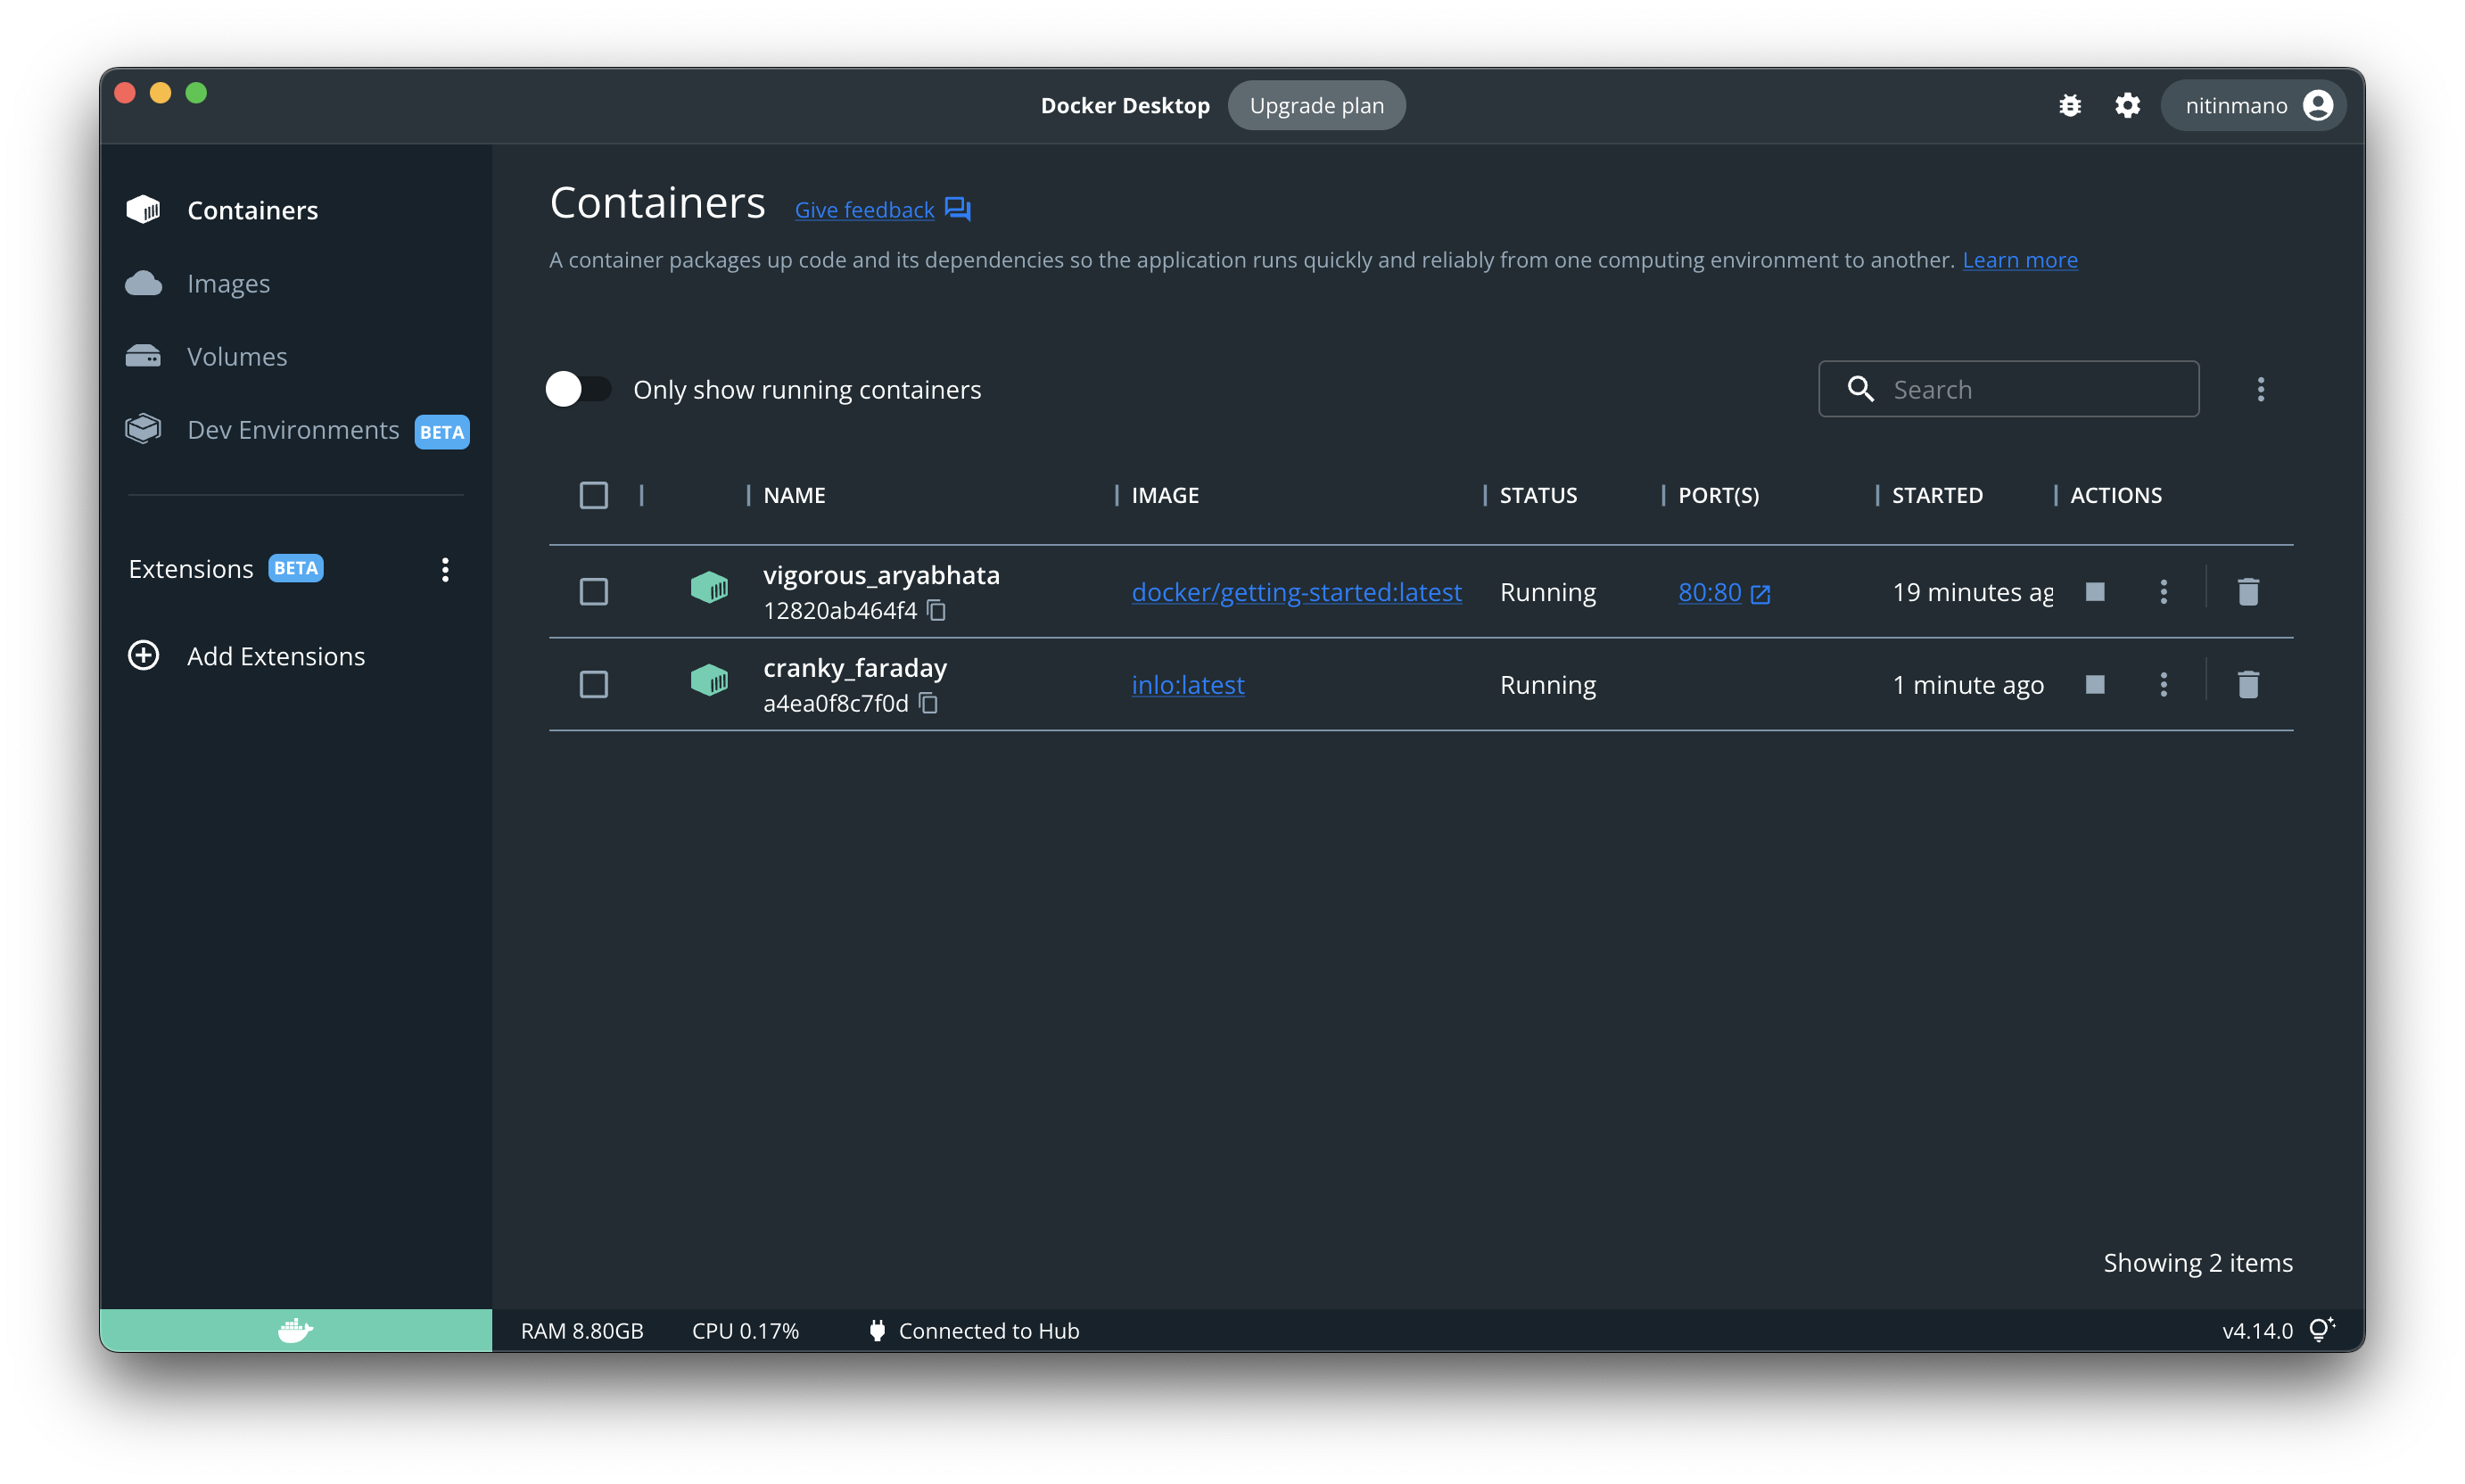 Docker Desktop Upgrade plan nitinmano
Containers
Images
Volumes
Dev Environments BETA
Extensions BETA
Add Extensions
Containers Give feedback
A container packages up code and its dependencies so the application runs quickly and reliably from one computing environment to another. Learn more
Only show running containers Search
NAME IMAGE STATUS PORT(S) STARTED ACTIONS
vigorous_aryabhata
12820ab464f4
docker/getting-started:latest Running 80:80 19 minutes ag
cranky_faraday
a4ea0f8c7f0d
inlo:latest Running 1 minute ago
Showing 2 items
RAM 8.80GB CPU 0.17% Connected to Hub v4.14.0